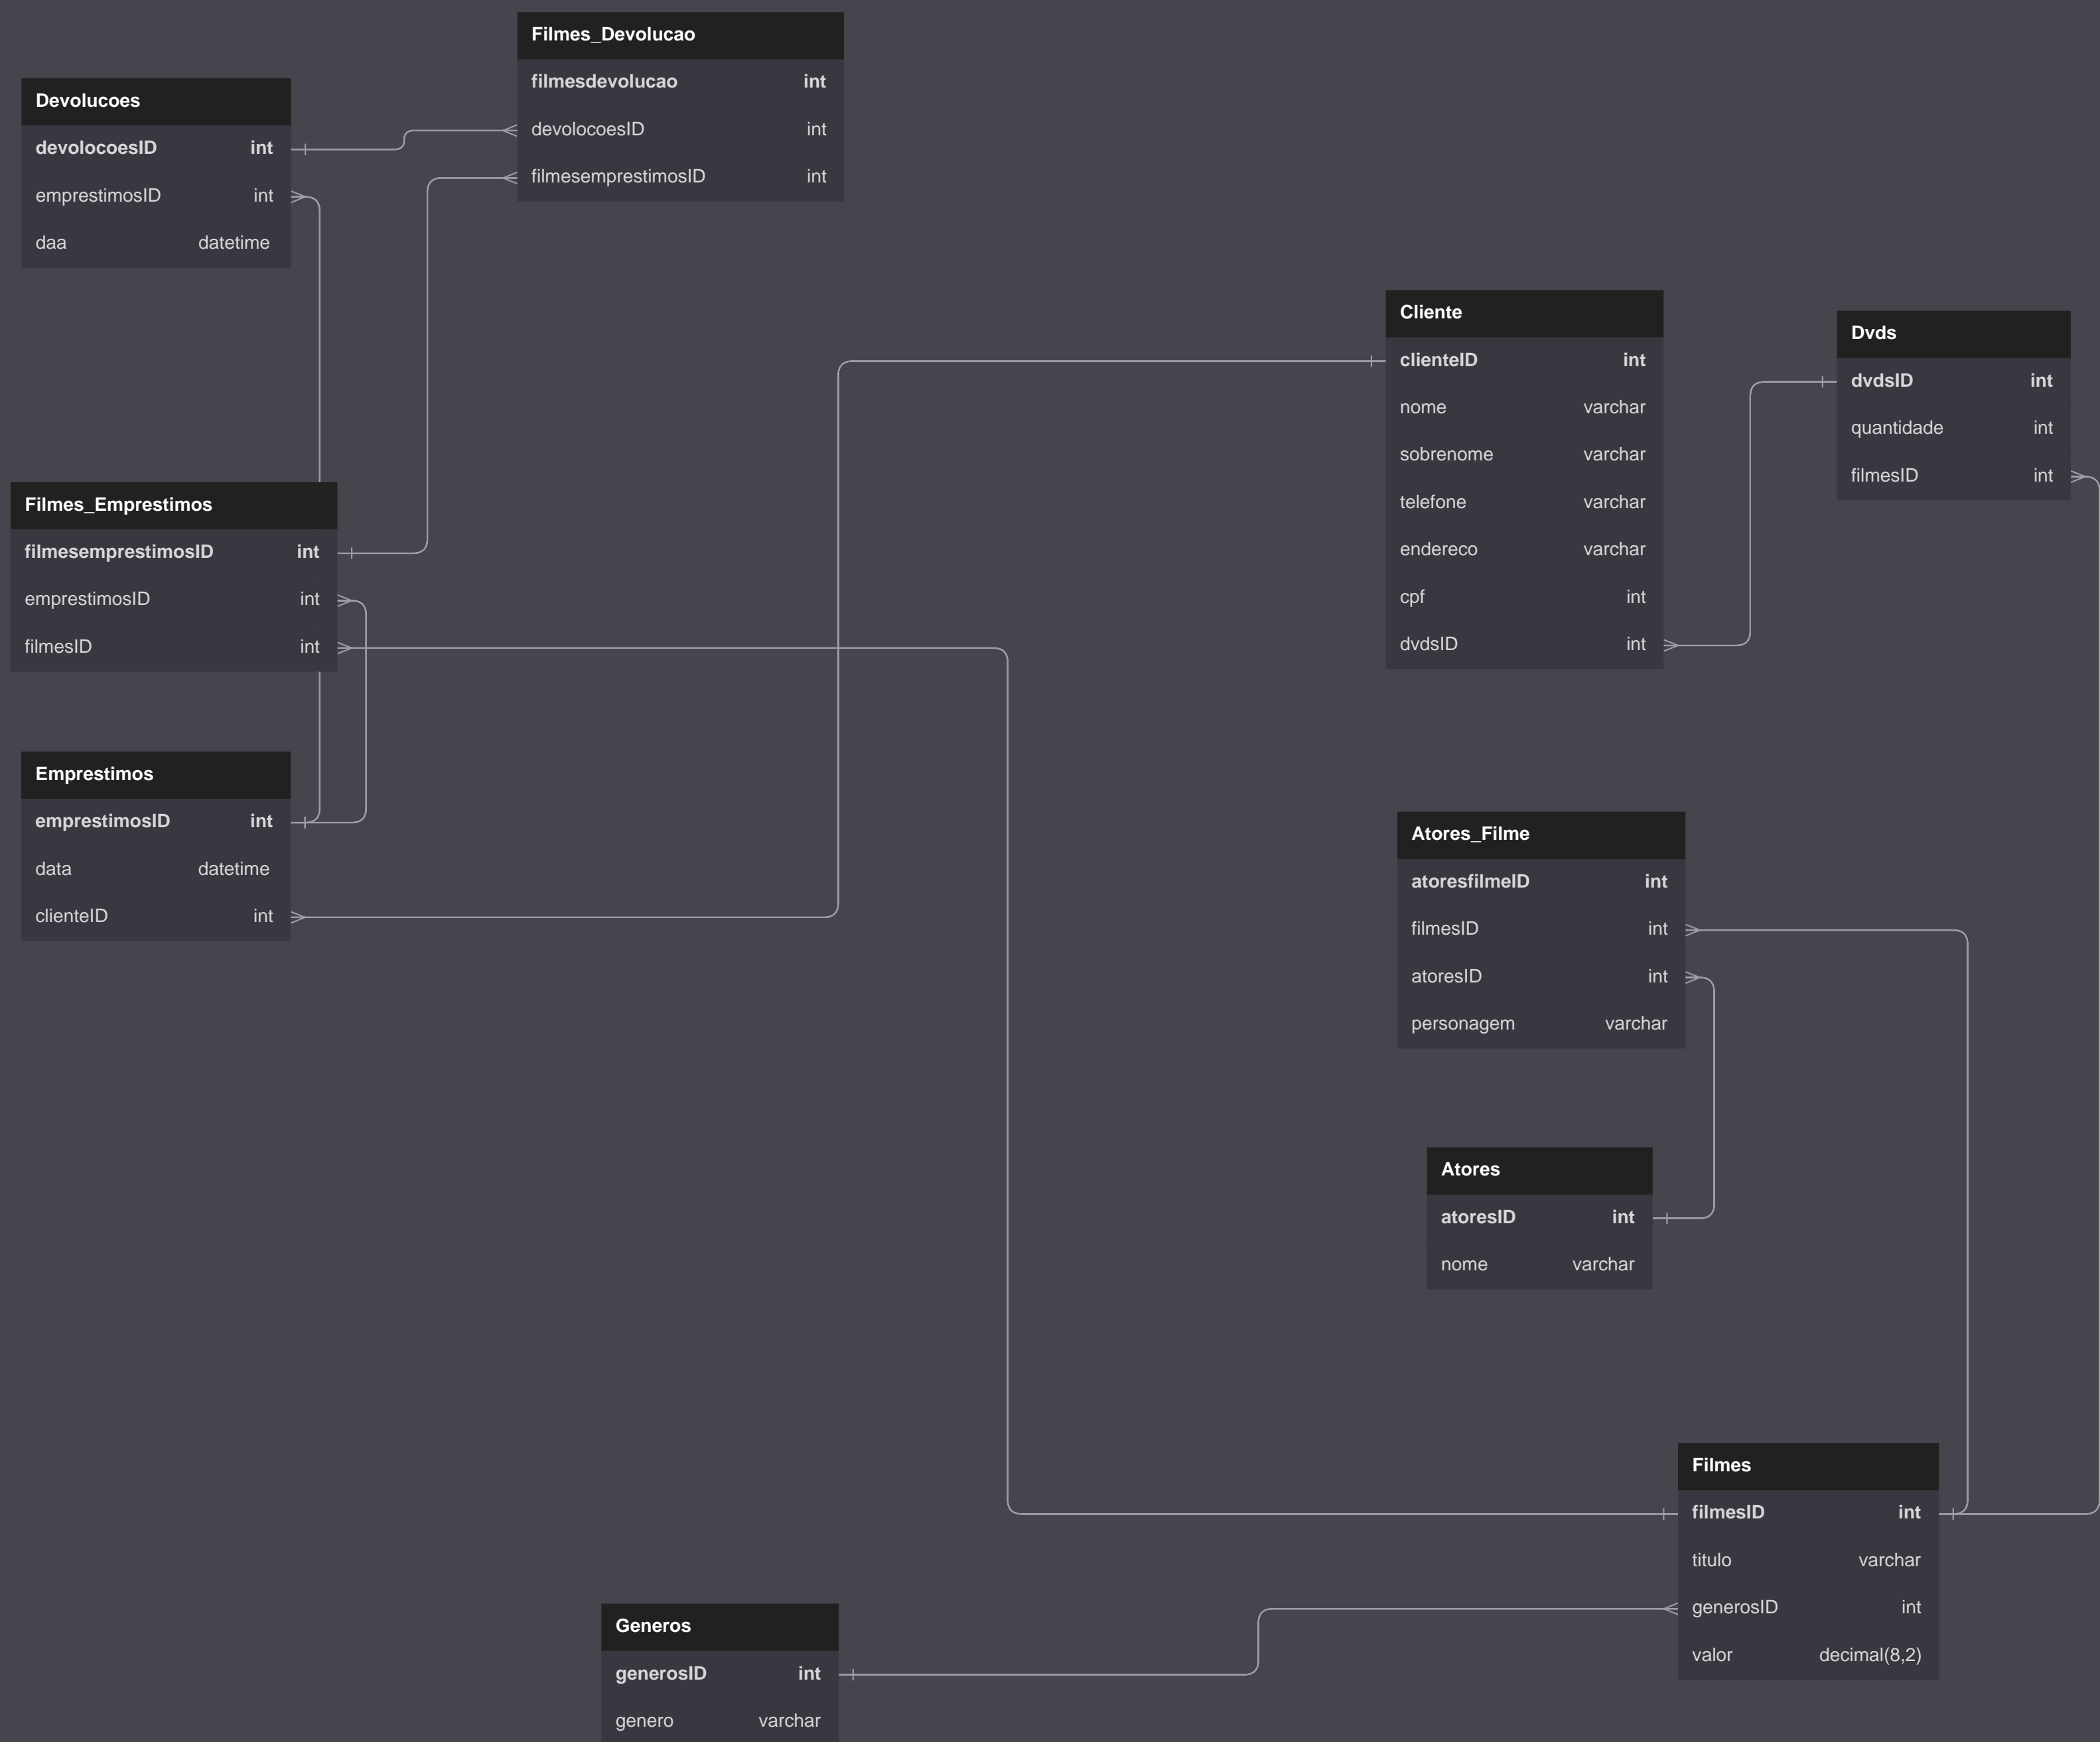 Filmes_Devolucao
filmesdevolucao int
devolocoesID int
filmesemprestimosID int
Devolucoes
devolocoesID int
emprestimosID int
daa datetime
Cliente
clienteID int
nome varchar
sobrenome varchar
telefone varchar
endereco varchar
cpf int
dvdsID int
Dvds
dvdsID int
quantidade int
filmesID int
Filmes_Emprestimos
filmesemprestimosID int
emprestimosID int
filmesID int
Emprestimos
emprestimosID int
data datetime
clienteID int
Atores_Filme
atoresfilmeID int
filmesID int
atoresID int
personagem varchar
Atores
atoresID int
nome varchar
Filmes
filmesID int
titulo varchar
generosID int
valor decimal(8,2)
Generos
generosID int
genero varchar